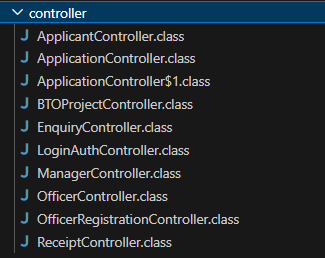 controller
ApplicantController.class
ApplicationController.class
ApplicationController$1.class
BTOProjectController.class
EnquiryController.class
LoginAuthController.class
ManagerController.class
OfficerController.class
OfficerRegistrationController.class
ReceiptController.class